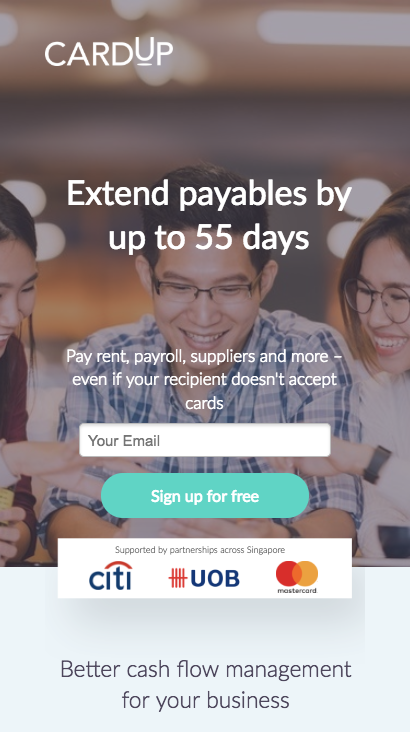 CARDUP
Extend payables by
up to 55 days
Pay rent, payroll, suppliers and more –
even if your recipient doesn't accept
cards
Your Email
Sign up for free
Supported by partnerships across Singapore
citi UOB mastercard
Better cash flow management
for your business